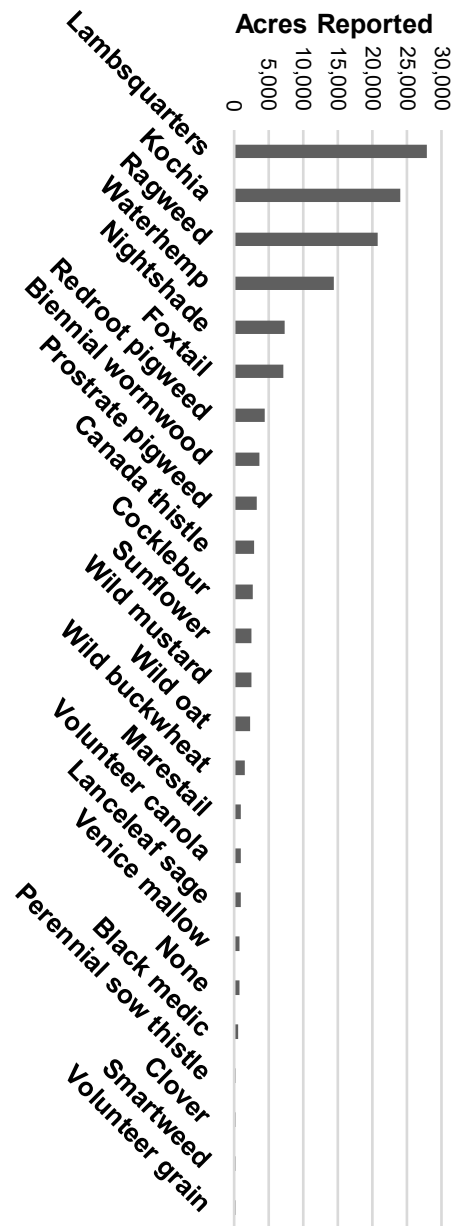 Acres Reported
0
5,000
10,000
15,000
20,000
25,000
30,000
Lambsquarters
Kochia
Ragweed
Waterhemp
Nightshade
Foxtail
Redroot pigweed
Biennial wormwood
Prostrate pigweed
Canada thistle
Cocklebur
Sunflower
Wild mustard
Wild oat
Wild buckwheat
Marestail
Volunteer canola
Lanceleaf sage
Venice mallow
None
Black medic
Perennial sow thistle
Clover
Smartweed
Volunteer grain